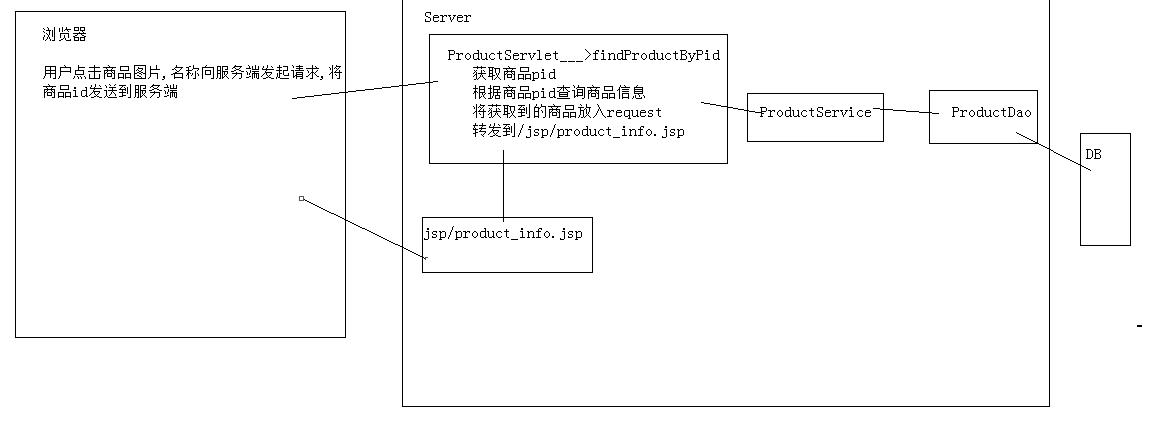 浏览器
用户点击商品图片,名称向服务端发起请求,将
商品id发送到服务端
Server
ProductServlet___>findProductByPid
获取商品pid
根据商品pid查询商品信息
将获取到的商品放入request
转发到/jsp/product_info.jsp
ProductService
ProductDao
DB
jsp/product_info.jsp